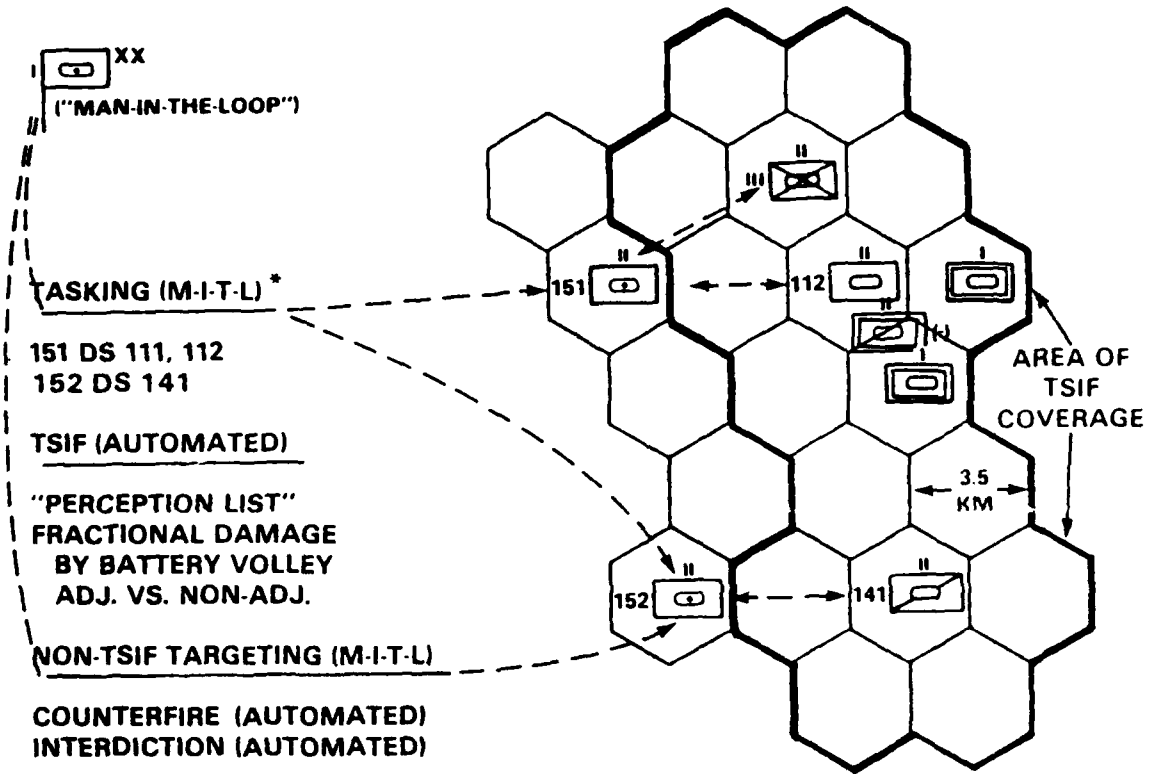 I
XX
("MAN-IN-THE-LOOP")
TASKING (M-I-T-L) *
151 DS 111, 112
152 DS 141
TSIF (AUTOMATED)
"PERCEPTION LIST"
FRACTIONAL DAMAGE
BY BATTERY VOLLEY
ADJ. VS. NON-ADJ.
NON-TSIF TARGETING (M-I-T-L)
COUNTERFIRE (AUTOMATED)
INTERDICTION (AUTOMATED)
II
III
II
151
II
112
I
II
(-)
I
AREA OF
TSIF
COVERAGE
3.5
KM
II
152
II
141